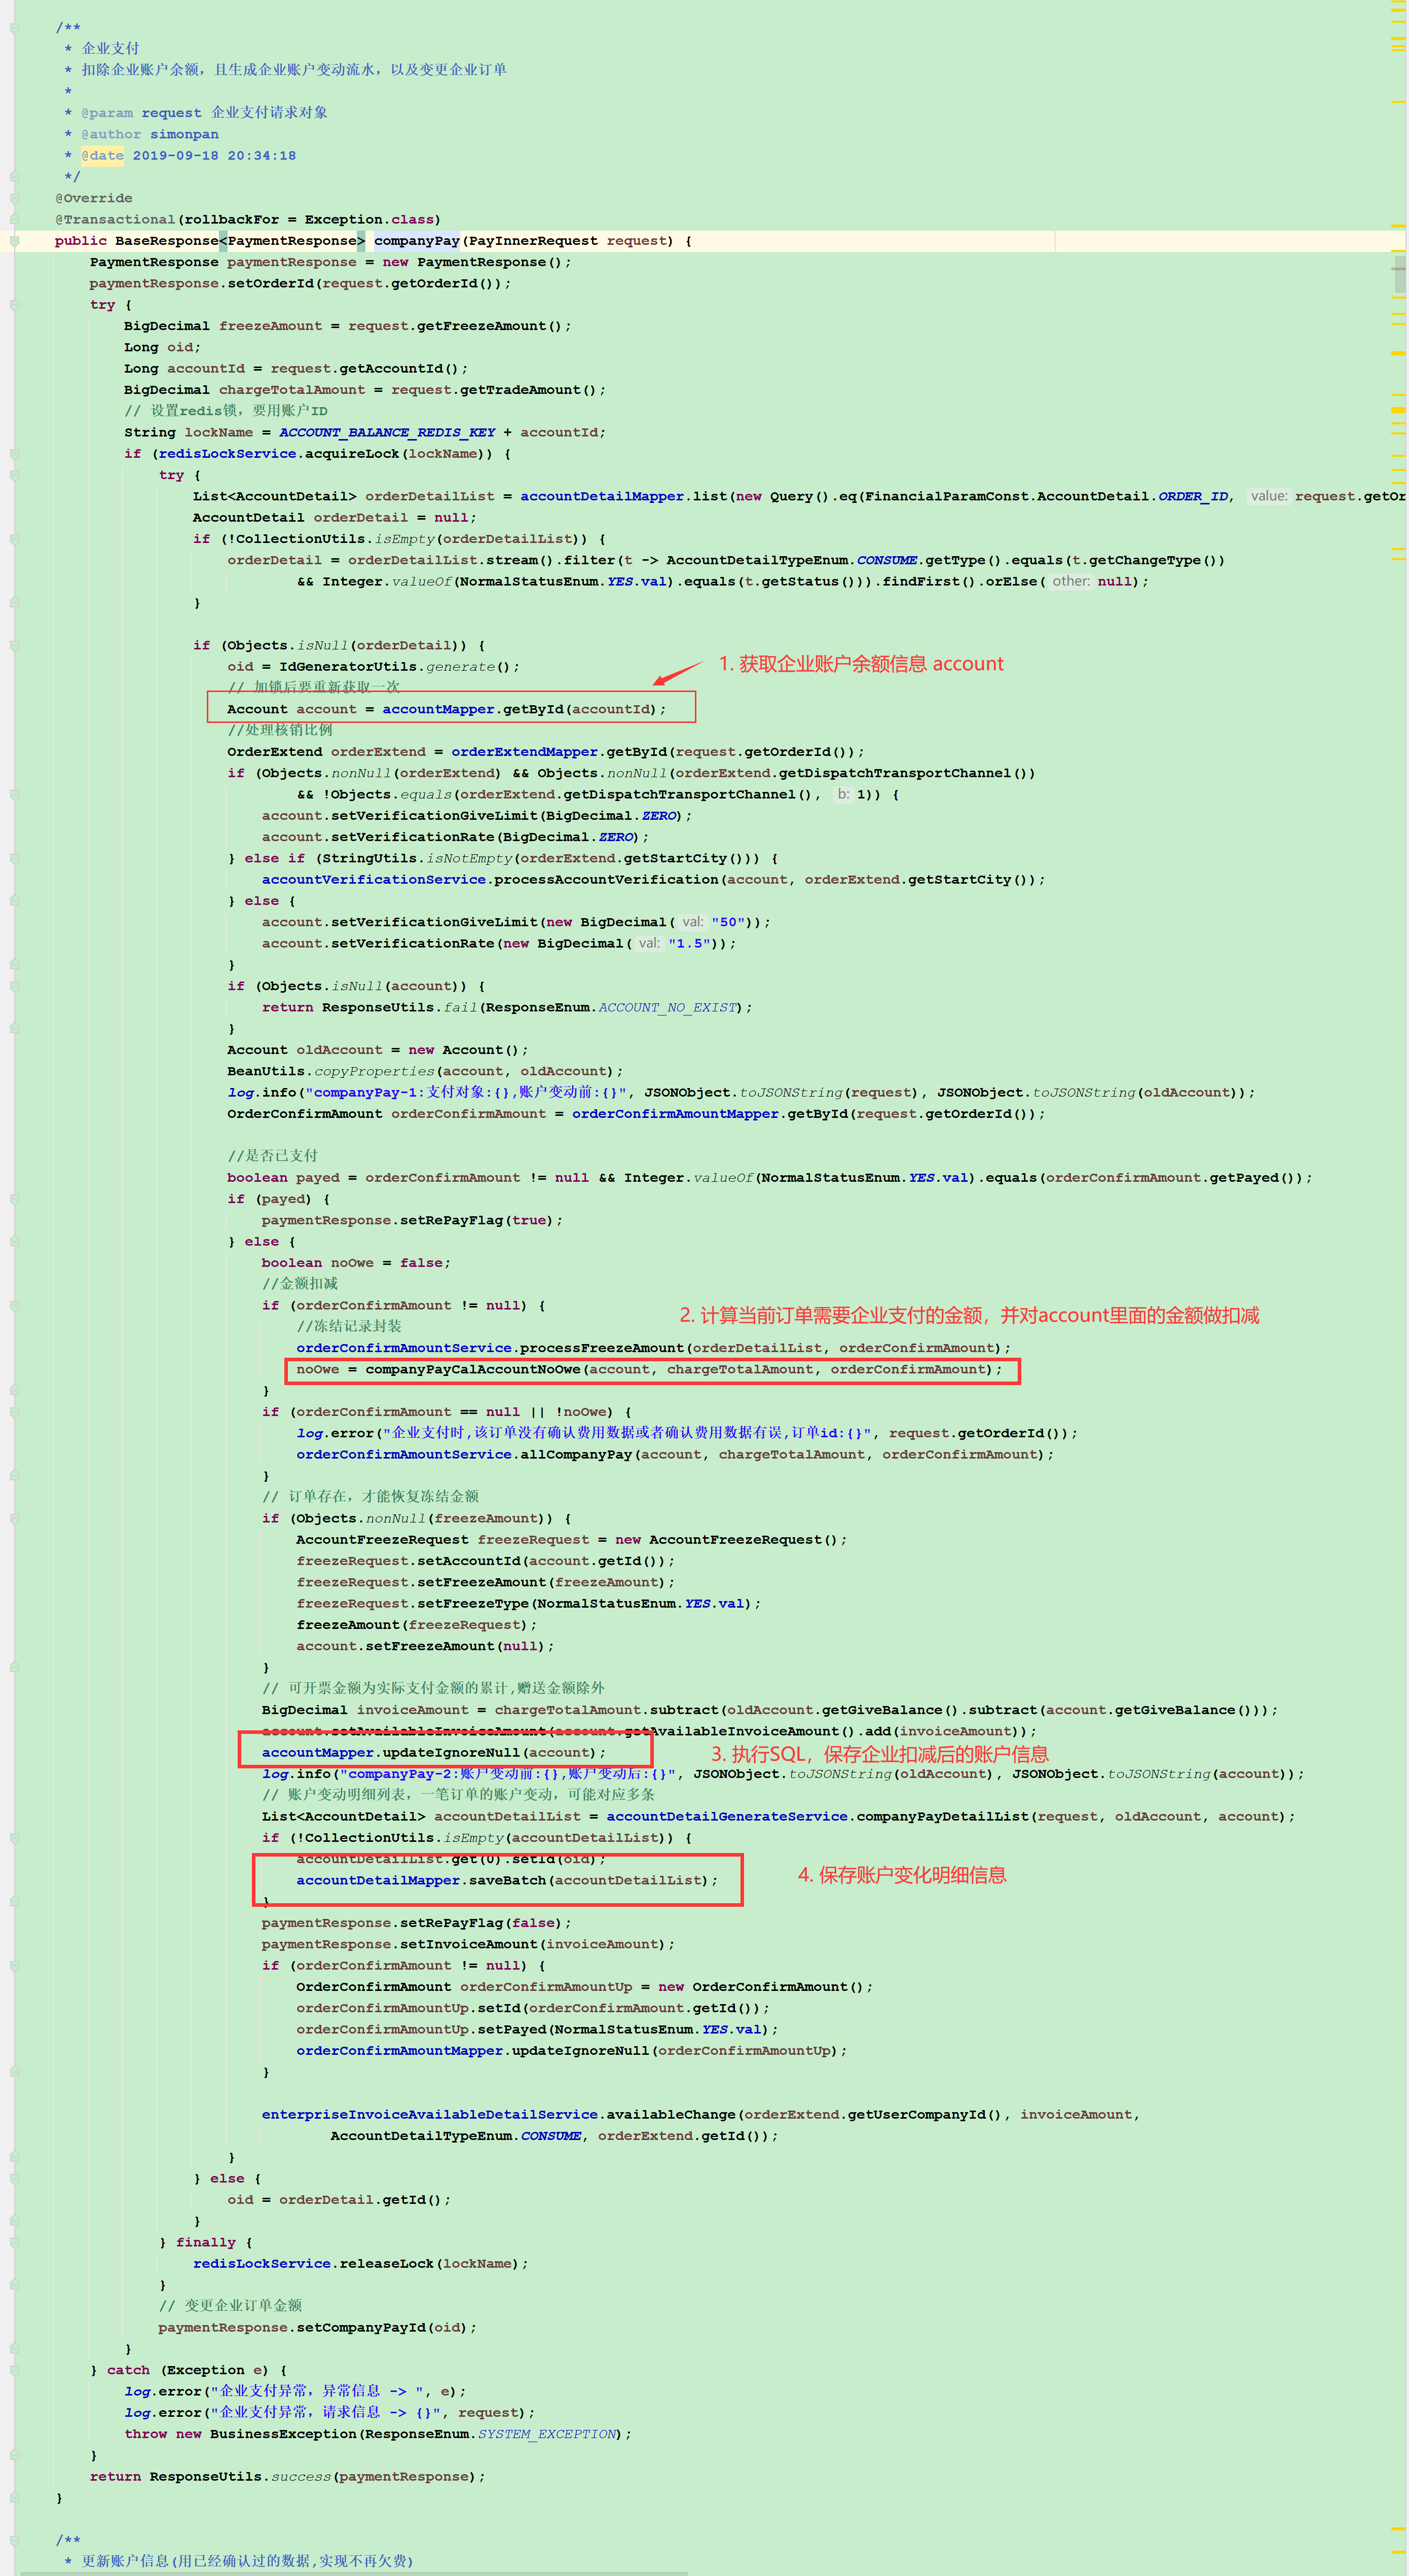 /**
 * 企业支付
 * 扣除企业账户余额，且生成企业账户变动流水，以及变更企业订单
 *
 * @param request 企业支付请求对象
 * @author simonpan
 * @date 2019-09-18 20:34:18
 */
@Override
@Transactional(rollbackFor = Exception.class)
public BaseResponse<PaymentResponse> companyPay(PayInnerRequest request) {
PaymentResponse paymentResponse = new PaymentResponse();
paymentResponse.setOrderId(request.getOrderId());
try {
BigDecimal freezeAmount = request.getFreezeAmount();
Long oid;
Long accountId = request.getAccountId();
BigDecimal chargeTotalAmount = request.getTradeAmount();
// 设置redis锁，要用账户ID
String lockName = ACCOUNT_BALANCE_REDIS_KEY + accountId;
if (redisLockService.acquireLock(lockName)) {
try {
List<AccountDetail> orderDetailList = accountDetailMapper.list(new Query().eq(FinancialParamConst.AccountDetail.ORDER_ID, value: request.getOr
AccountDetail orderDetail = null;
if (!CollectionUtils.isEmpty(orderDetailList)) {
orderDetail = orderDetailList.stream().filter(t -> AccountDetailTypeEnum.CONSUME.getType().equals(t.getChangeType())
&& Integer.valueOf(NormalStatusEnum.YES.val).equals(t.getStatus())).findFirst().orElse( other: null);
}
if (Objects.isNull(orderDetail)) {
oid = IdGeneratorUtils.generate();
1. 获取企业账户余额信息 account
// 加锁后要重新获取一次
Account account = accountMapper.getById(accountId);
//处理核销比例
OrderExtend orderExtend = orderExtendMapper.getById(request.getOrderId());
if (Objects.nonNull(orderExtend) && Objects.nonNull(orderExtend.getDispatchTransportChannel())
&& !Objects.equals(orderExtend.getDispatchTransportChannel(), b: 1)) {
account.setVerificationGiveLimit(BigDecimal.ZERO);
account.setVerificationRate(BigDecimal.ZERO);
} else if (StringUtils.isNotEmpty(orderExtend.getStartCity())) {
accountVerificationService.processAccountVerification(account, orderExtend.getStartCity());
} else {
account.setVerificationGiveLimit(new BigDecimal( val: "50"));
account.setVerificationRate(new BigDecimal( val: "1.5"));
}
if (Objects.isNull(account)) {
return ResponseUtils.fail(ResponseEnum.ACCOUNT_NO_EXIST);
}
Account oldAccount = new Account();
BeanUtils.copyProperties(account, oldAccount);
log.info("companyPay-1:支付对象:{},账户变动前:{}", JSONObject.toJSONString(request), JSONObject.toJSONString(oldAccount));
OrderConfirmAmount orderConfirmAmount = orderConfirmAmountMapper.getById(request.getOrderId());
//是否已支付
boolean payed = orderConfirmAmount != null && Integer.valueOf(NormalStatusEnum.YES.val).equals(orderConfirmAmount.getPayed());
if (payed) {
paymentResponse.setRePayFlag(true);
} else {
boolean noOwe = false;
//金额扣减
if (orderConfirmAmount != null) {
2. 计算当前订单需要企业支付的金额，并对account里面的金额做扣减
//冻结记录封装
orderConfirmAmountService.processFreezeAmount(orderDetailList, orderConfirmAmount);
noOwe = companyPayCalAccountNoOwe(account, chargeTotalAmount, orderConfirmAmount);
}
if (orderConfirmAmount == null || !noOwe) {
log.error("企业支付时,该订单没有确认费用数据或者确认费用数据有误,订单id:{}", request.getOrderId());
orderConfirmAmountService.allCompanyPay(account, chargeTotalAmount, orderConfirmAmount);
}
// 订单存在，才能恢复冻结金额
if (Objects.nonNull(freezeAmount)) {
AccountFreezeRequest freezeRequest = new AccountFreezeRequest();
freezeRequest.setAccountId(account.getId());
freezeRequest.setFreezeAmount(freezeAmount);
freezeRequest.setFreezeType(NormalStatusEnum.YES.val);
freezeAmount(freezeRequest);
account.setFreezeAmount(null);
}
// 可开票金额为实际支付金额的累计,赠送金额除外
BigDecimal invoiceAmount = chargeTotalAmount.subtract(oldAccount.getGiveBalance().subtract(account.getGiveBalance()));
account.setAvailableInvoiceAmount(account.getAvailableInvoiceAmount().add(invoiceAmount));
accountMapper.updateIgnoreNull(account);
3. 执行SQL，保存企业扣减后的账户信息
log.info("companyPay-2:账户变动前:{},账户变动后:{}", JSONObject.toJSONString(oldAccount), JSONObject.toJSONString(account));
// 账户变动明细列表，一笔订单的账户变动，可能对应多条
List<AccountDetail> accountDetailList = accountDetailGenerateService.companyPayDetailList(request, oldAccount, account);
if (!CollectionUtils.isEmpty(accountDetailList)) {
accountDetailList.get(0).setId(oid);
4. 保存账户变化明细信息
accountDetailMapper.saveBatch(accountDetailList);
}
paymentResponse.setRePayFlag(false);
paymentResponse.setInvoiceAmount(invoiceAmount);
if (orderConfirmAmount != null) {
OrderConfirmAmount orderConfirmAmountUp = new OrderConfirmAmount();
orderConfirmAmountUp.setId(orderConfirmAmount.getId());
orderConfirmAmountUp.setPayed(NormalStatusEnum.YES.val);
orderConfirmAmountMapper.updateIgnoreNull(orderConfirmAmountUp);
}
enterpriseInvoiceAvailableDetailService.availableChange(orderExtend.getUserCompanyId(), invoiceAmount,
AccountDetailTypeEnum.CONSUME, orderExtend.getId());
}
} else {
oid = orderDetail.getId();
}
} finally {
redisLockService.releaseLock(lockName);
}
// 变更企业订单金额
paymentResponse.setCompanyPayId(oid);
}
} catch (Exception e) {
log.error("企业支付异常，异常信息 -> ", e);
log.error("企业支付异常，请求信息 -> {}", request);
throw new BusinessException(ResponseEnum.SYSTEM_EXCEPTION);
}
return ResponseUtils.success(paymentResponse);
}
/**
 * 更新账户信息(用已经确认过的数据,实现不再欠费)